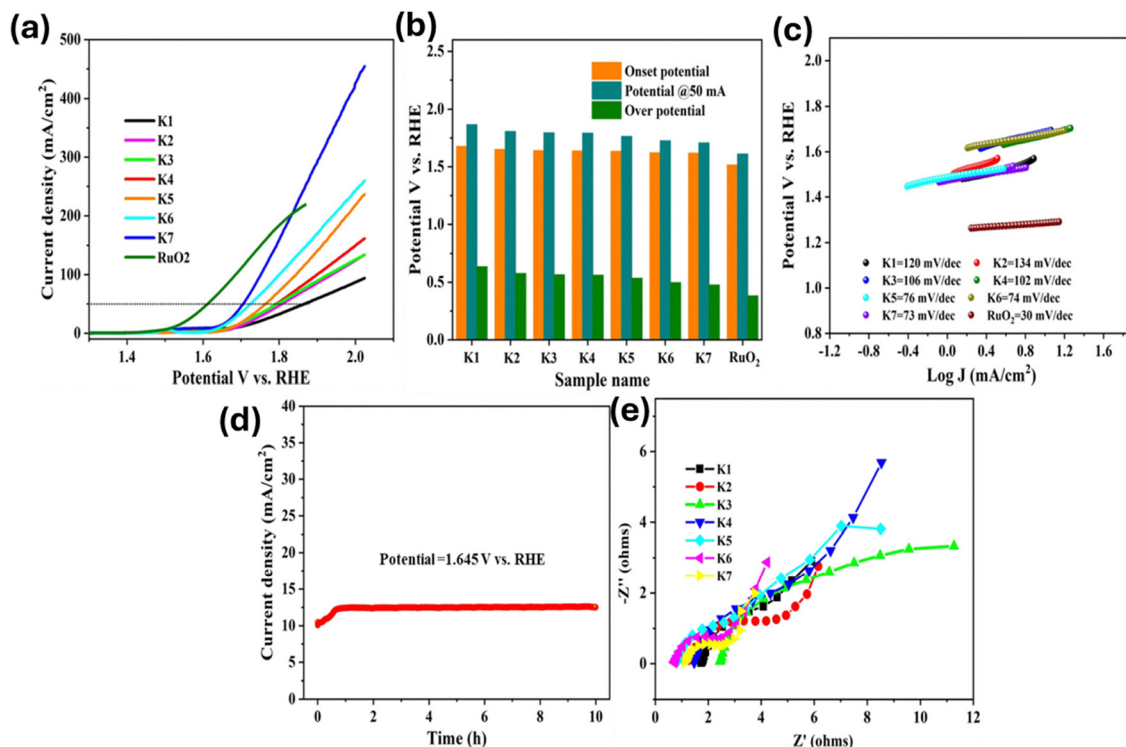 (a)
500
400
300
200
100
0
Current density (mA/cm²)
K1
K2
K3
K4
K5
K6
K7
RuO2
1.4 1.6 1.8 2.0
Potential V vs. RHE
(b)
2.5
2.0
1.5
1.0
0.5
0.0
Potential V vs. RHE
Onset potential
Potential @50 mA
Over potential
K1 K2 K3 K4 K5 K6 K7 RuO₂
Sample name
(c)
1.8
1.6
1.4
1.2
1.0
0.8
Potential V vs. RHE
K1=120 mV/dec K2=134 mV/dec
K3=106 mV/dec K4=102 mV/dec
K5=76 mV/dec K6=74 mV/dec
K7=73 mV/dec RuO₂=30 mV/dec
-1.2 -0.6 0.0 0.6 1.2 1.8
Log J (mA/cm²)
(d)
40
35
30
25
20
15
10
5
0
Current density (mA/cm²)
Potential=1.645 V vs. RHE
0 2 4 6 8 10
Time (h)
(e)
6
4
2
0
-Z'' (ohms)
K1
K2
K3
K4
K5
K6
K7
0 2 4 6 8 10 12
Z' (ohms)